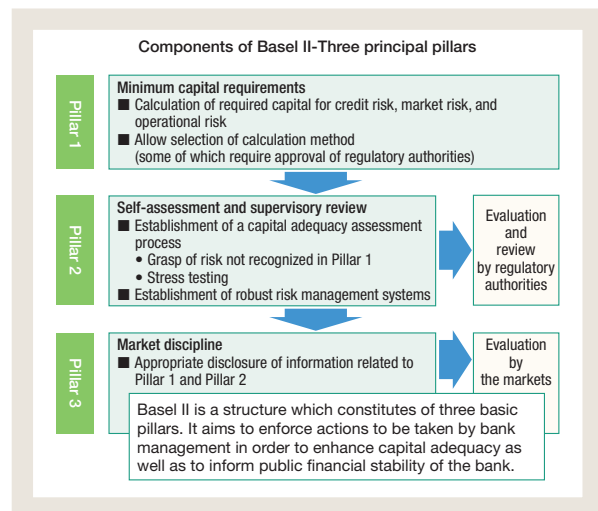 Components of Basel II-Three principal pillars
Pillar 1
Minimum capital requirements
■ Calculation of required capital for credit risk, market risk, and
operational risk
■ Allow selection of calculation method
(some of which require approval of regulatory authorities)
Pillar 2
Self-assessment and supervisory review
■ Establishment of a capital adequacy assessment
process
• Grasp of risk not recognized in Pillar 1
• Stress testing
■ Establishment of robust risk management systems
Evaluation
and
review
by regulatory
authorities
Pillar 3
Market discipline
■ Appropriate disclosure of information related to
Pillar 1 and Pillar 2
Evaluation
by
the markets
Basel II is a structure which constitutes of three basic
pillars. It aims to enforce actions to be taken by bank
management in order to enhance capital adequacy as
well as to inform public financial stability of the bank.